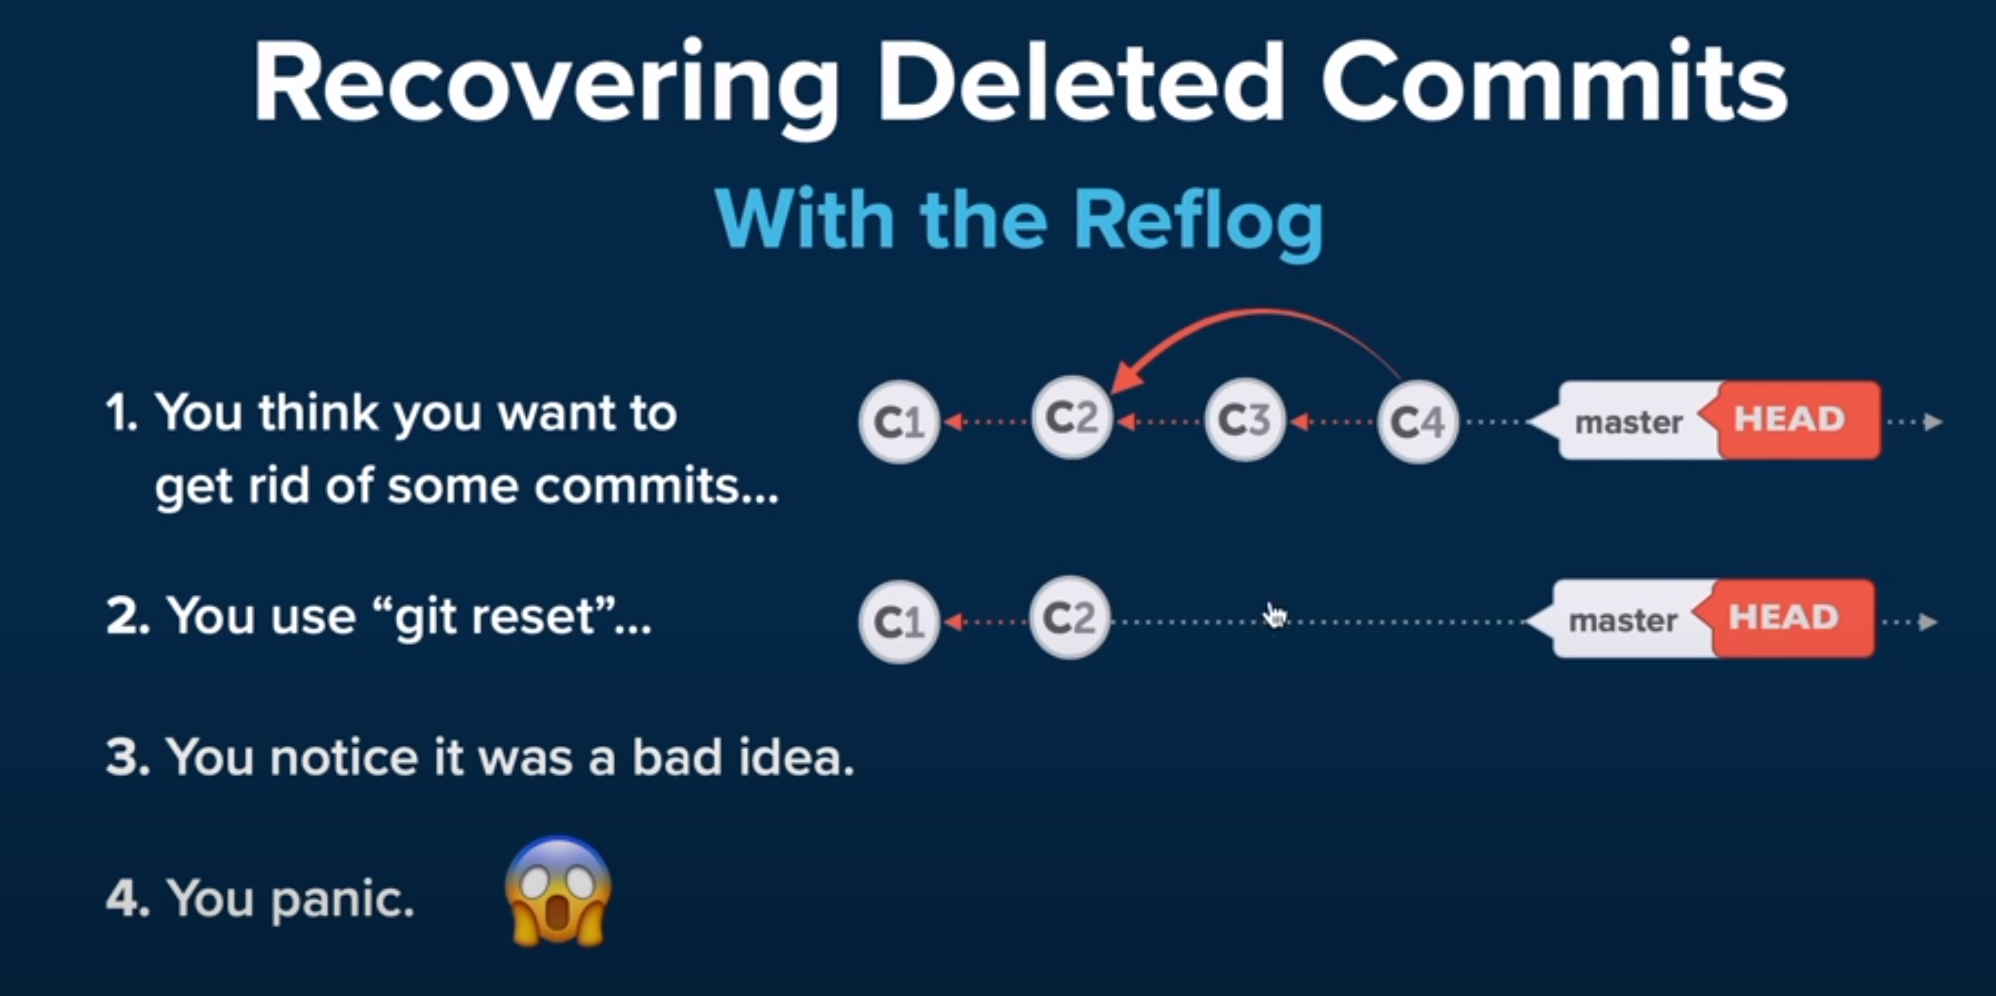 Recovering Deleted Commits
With the Reflog
1. You think you want to
get rid of some commits...
C1 C2 C3 C4 master HEAD
2. You use “git reset”...
C1 C2 master HEAD
3. You notice it was a bad idea.
4. You panic.